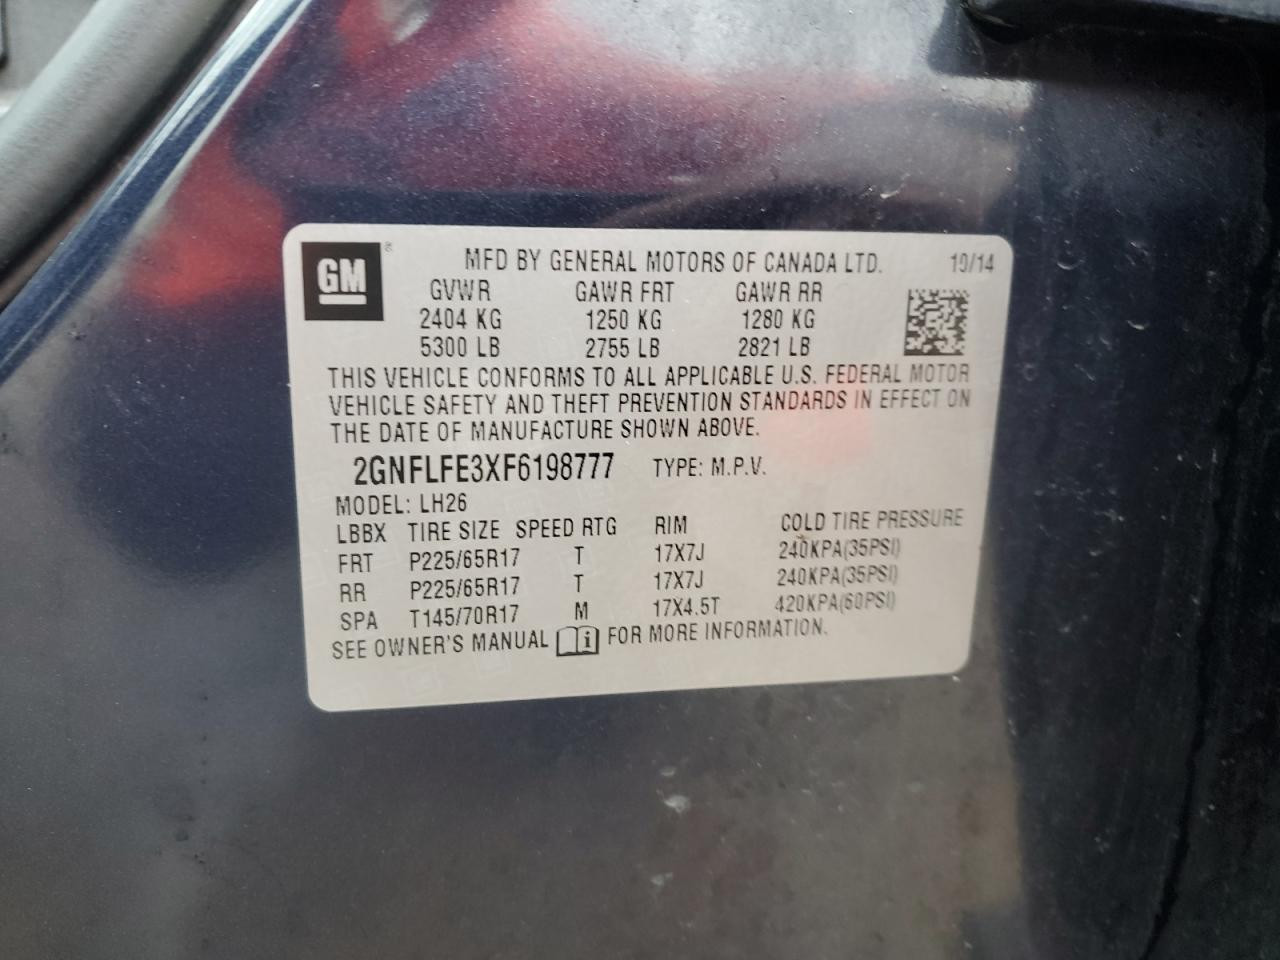 GM ®
MFD BY GENERAL MOTORS OF CANADA LTD. 10/14
GVWR GAWR FRT GAWR RR
2404 KG 1250 KG 1280 KG
5300 LB 2755 LB 2821 LB
THIS VEHICLE CONFORMS TO ALL APPLICABLE U.S. FEDERAL MOTOR
VEHICLE SAFETY AND THEFT PREVENTION STANDARDS IN EFFECT ON
THE DATE OF MANUFACTURE SHOWN ABOVE.
2GNFLFE3XF6198777 TYPE: M.P.V.
MODEL: LH26
LBBX TIRE SIZE SPEED RTG RIM COLD TIRE PRESSURE
FRT P225/65R17 T 17X7J 240KPA(35PSI)
RR P225/65R17 T 17X7J 240KPA(35PSI)
SPA T145/70R17 M 17X4.5T 420KPA(60PSI)
SEE OWNER'S MANUAL i FOR MORE INFORMATION.